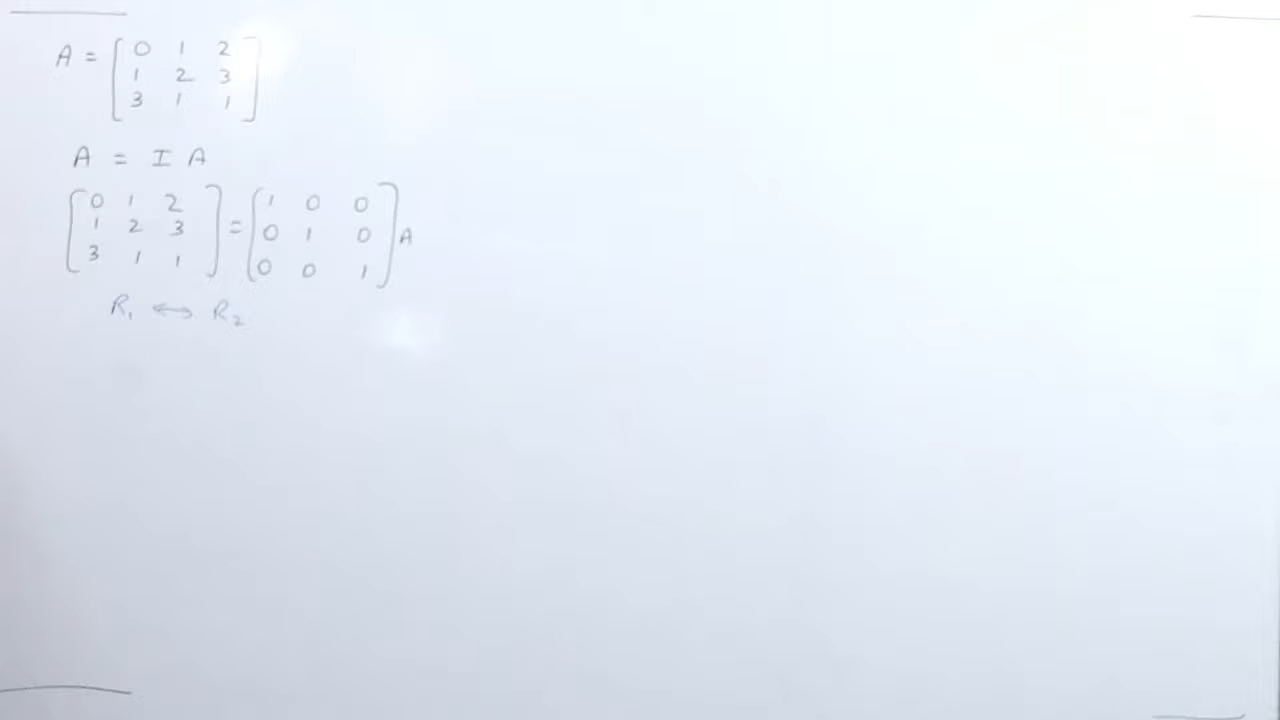 A = [ 0 1 2
1 2 3
3 1 1 ]
A = I A
[ 0 1 2
1 2 3
3 1 1 ] = [ 1 0 0
0 1 0
0 0 1 ] A
R₁ ↔ R₂